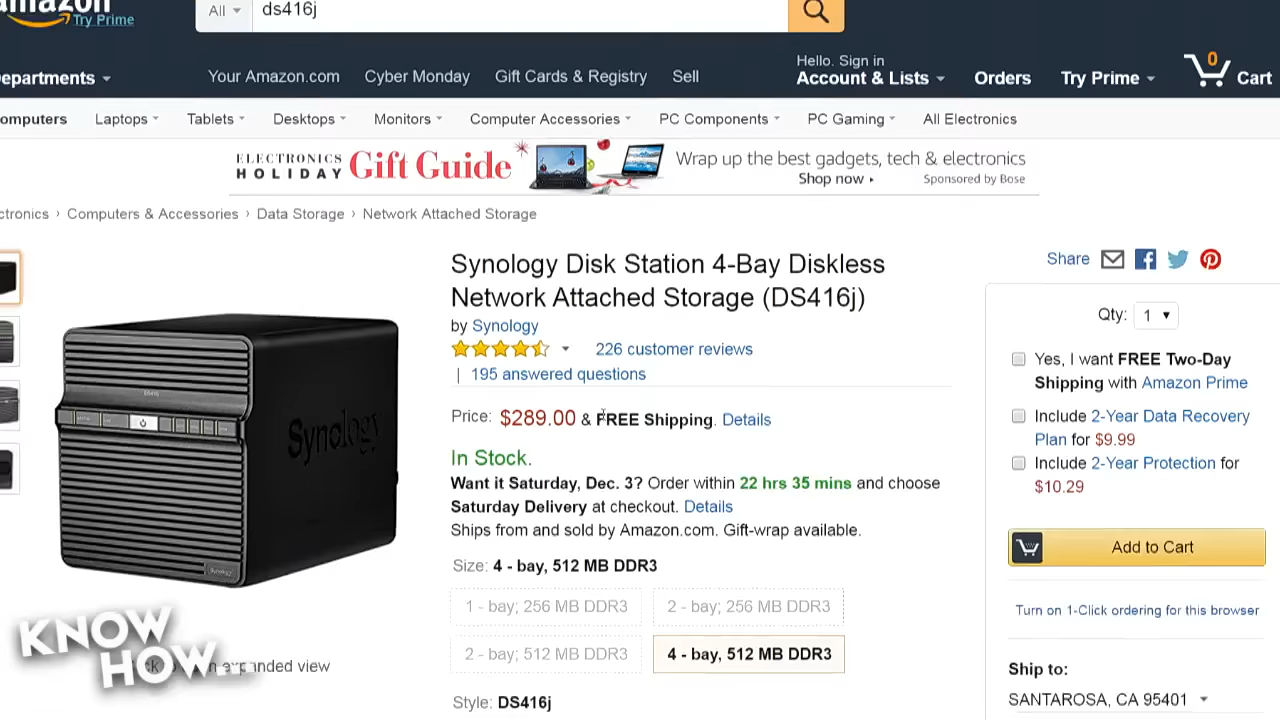 amazon
Try Prime
All
ds416j
epartments
Your Amazon.com
Cyber Monday
Gift Cards & Registry
Sell
Hello. Sign in
Account & Lists
Orders
Try Prime
0
Cart
omputers
Laptops
Tablets
Desktops
Monitors
Computer Accessories
PC Components
PC Gaming
All Electronics
ELECTRONICS
HOLIDAY
Gift Guide
Wrap up the best gadgets, tech & electronics
Shop now
Sponsored by Bose
ctronics › Computers & Accessories › Data Storage › Network Attached Storage
Synology Disk Station 4-Bay Diskless
Network Attached Storage (DS416j)
by Synology
226 customer reviews
| 195 answered questions
Price: $289.00 & FREE Shipping. Details
In Stock.
Want it Saturday, Dec. 3? Order within 22 hrs 35 mins and choose
Saturday Delivery at checkout. Details
Ships from and sold by Amazon.com. Gift-wrap available.
Size: 4 - bay, 512 MB DDR3
1 - bay; 256 MB DDR3
2 - bay; 256 MB DDR3
2 - bay; 512 MB DDR3
4 - bay, 512 MB DDR3
Style: DS416j
Synology
Synology
KNOW
HOW...
expanded view
Share
Qty: 1
Yes, I want FREE Two-Day
Shipping with Amazon Prime
Include 2-Year Data Recovery
Plan for $9.99
Include 2-Year Protection for
$10.29
Add to Cart
Turn on 1-Click ordering for this browser
Ship to:
SANTAROSA, CA 95401